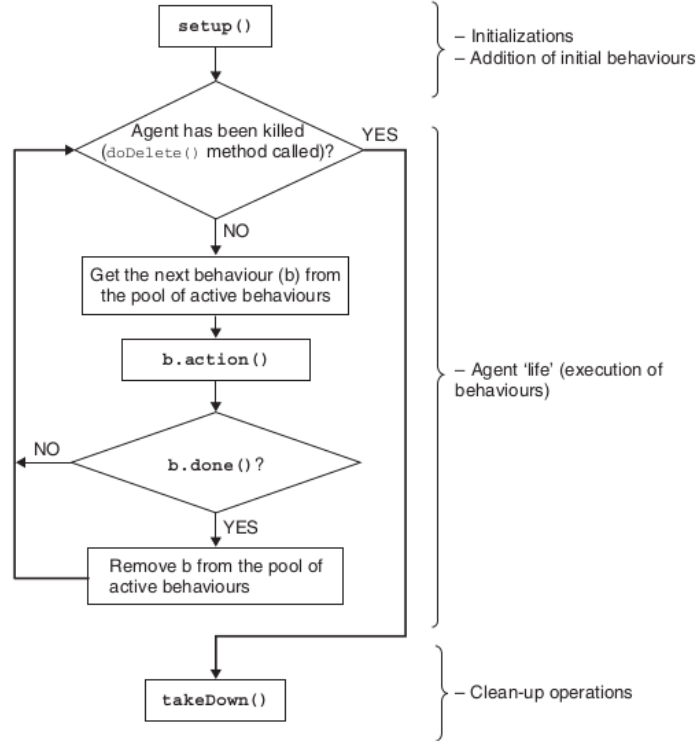 setup()
– Initializations
– Addition of initial behaviours
Agent has been killed
(doDelete() method called)?
YES
NO
Get the next behaviour (b) from
the pool of active behaviours
b.action()
– Agent ‘life’ (execution of
behaviours)
NO
b.done()?
YES
Remove b from the pool of
active behaviours
takeDown()
– Clean-up operations